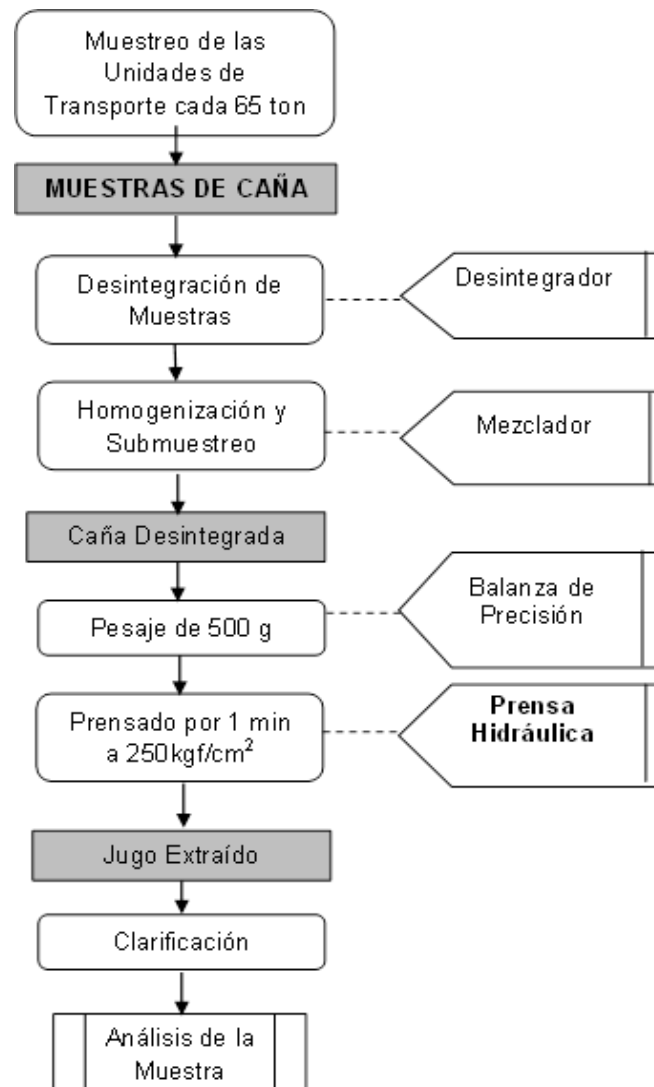 Muestreo de las
Unidades de
Transporte cada 65 ton
MUESTRAS DE CAÑA
Desintegración de
Muestras
Desintegrador
Homogenización y
Submuestreo
Mezclador
Caña Desintegrada
Pesaje de 500 g
Balanza de
Precisión
Prensado por 1 min
a 250kgf/cm²
Prensa
Hidráulica
Jugo Extraído
Clarificación
Análisis de la
Muestra